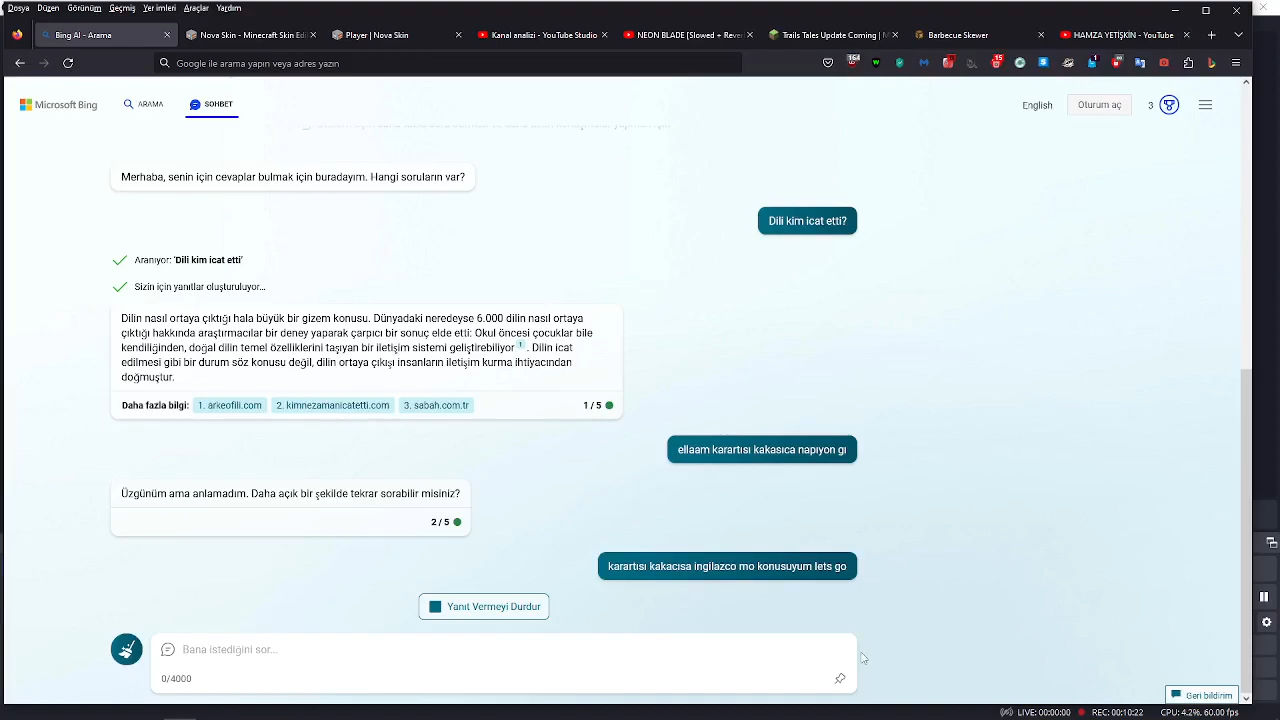 Dosya Düzen Görünüm Geçmiş Yer imleri Araçlar Yardım
Bing AI - Arama
Nova Skin - Minecraft Skin Edi
Player | Nova Skin
Kanal analizi - YouTube Studio
NEON BLADE [Slowed + Rever
Trails Tales Update Coming | M
Barbecue Skewer
HAMZA YETİŞKİN - YouTube
Google ile arama yapın veya adres yazın
164
15
1
Microsoft Bing
ARAMA
SOHBET
English
Oturum aç
3
Merhaba, senin için cevaplar bulmak için buradayım. Hangi soruların var?
Dili kim icat etti?
Aranıyor: 'Dili kim icat etti'
Sizin için yanıtlar oluşturuluyor...
Dilin nasıl ortaya çıktığı hala büyük bir gizem konusu. Dünyadaki neredeyse 6.000 dilin nasıl ortaya
çıktığı hakkında araştırmacılar bir deney yaparak çarpıcı bir sonuç elde etti: Okul öncesi çocuklar bile
kendiliğinden, doğal dilin temel özelliklerini taşıyan bir iletişim sistemi geliştirebiliyor 1 . Dilin icat
edilmesi gibi bir durum söz konusu değil, dilin ortaya çıkışı insanların iletişim kurma ihtiyacından
doğmuştur.
Daha fazla bilgi: 1. arkeofili.com 2. kimnezamanicatetti.com 3. sabah.com.tr 1 / 5
ellaam karartısı kakasıca napıyon gı
Üzgünüm ama anlamadım. Daha açık bir şekilde tekrar sorabilir misiniz?
2 / 5
karartısı kakacısa ingilazco mo konusuyum lets go
Yanıt Vermeyi Durdur
Bana istediğini sor...
0/4000
Geri bildirim
LIVE: 00:00:00 REC: 00:10:22 CPU: 4.2%, 60.00 fps